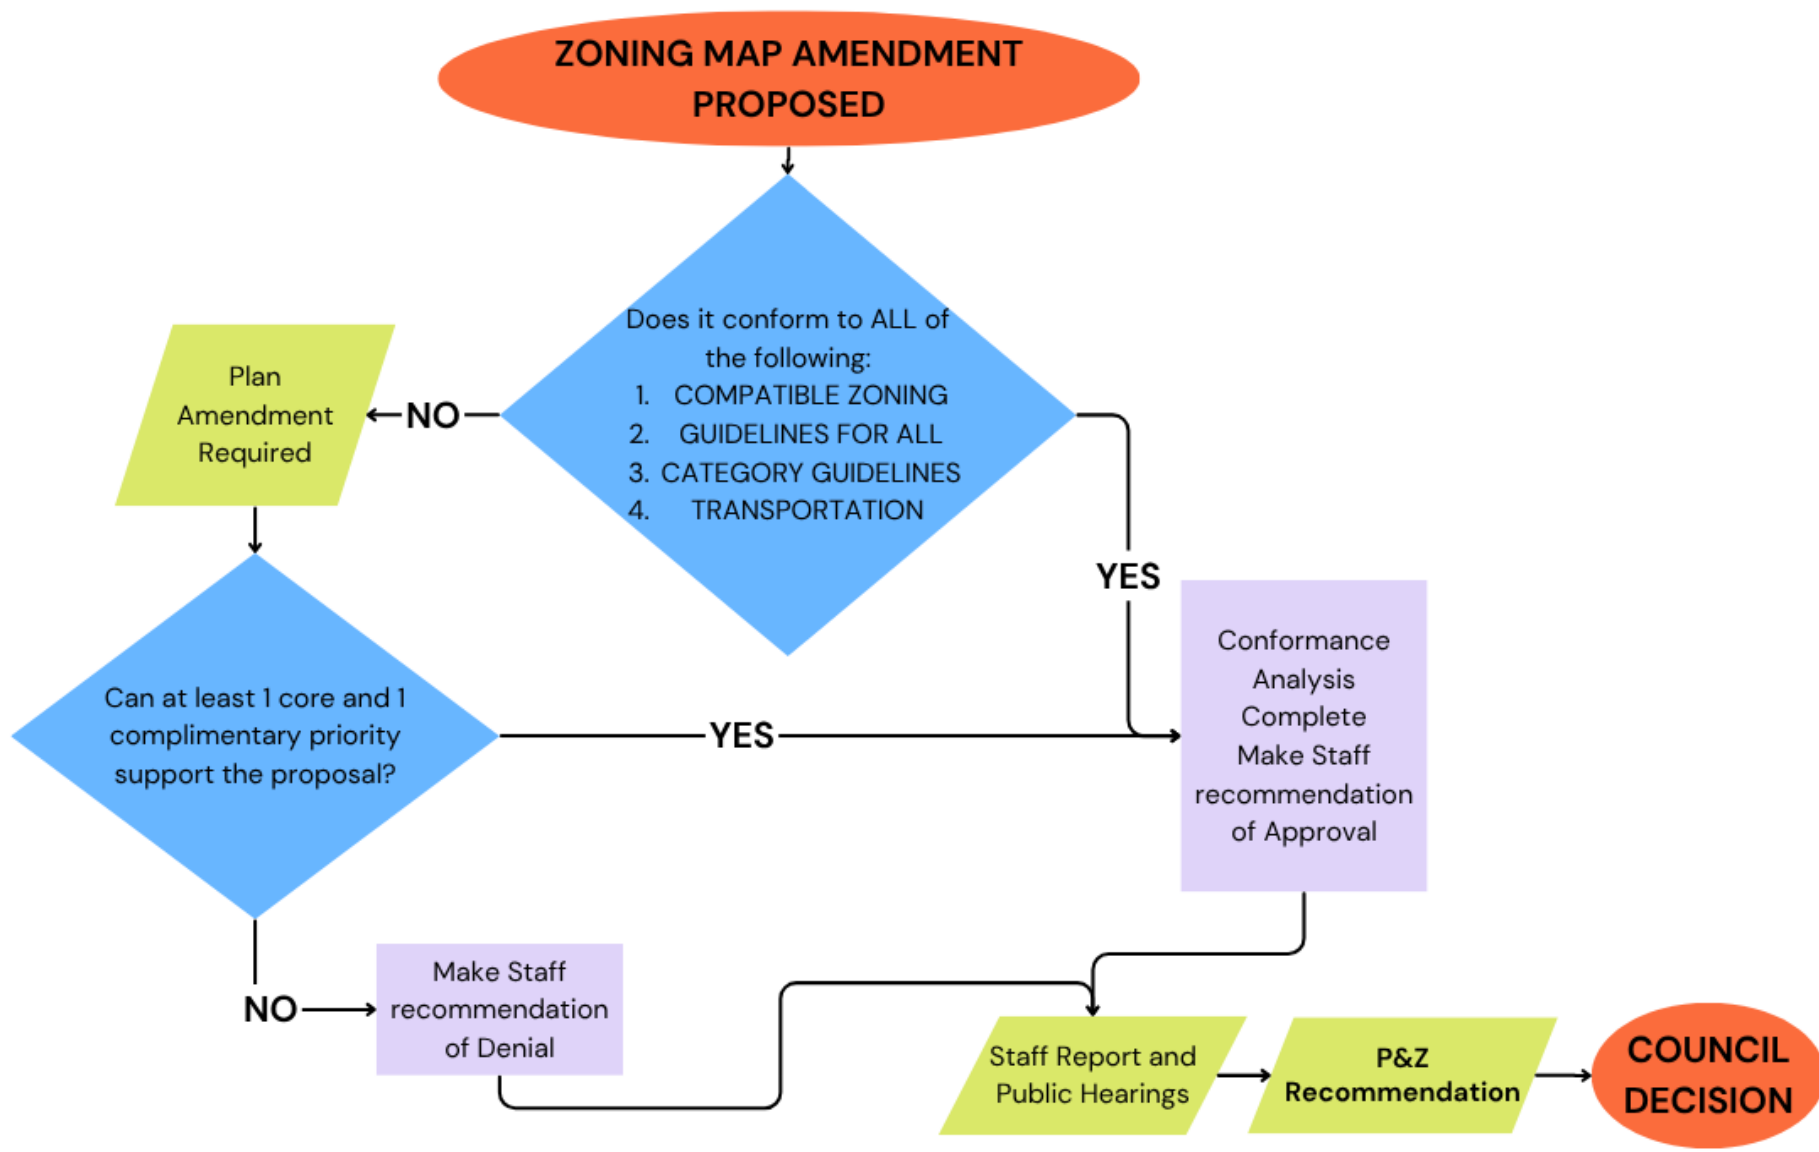 ZONING MAP AMENDMENT
PROPOSED
Does it conform to ALL of
the following:
1. COMPATIBLE ZONING
2. GUIDELINES FOR ALL
3. CATEGORY GUIDELINES
4. TRANSPORTATION
NO
Plan
Amendment
Required
YES
Can at least 1 core and 1
complimentary priority
support the proposal?
YES
Conformance
Analysis
Complete
Make Staff
recommendation
of Approval
NO
Make Staff
recommendation
of Denial
Staff Report and
Public Hearings
P&Z
Recommendation
COUNCIL
DECISION